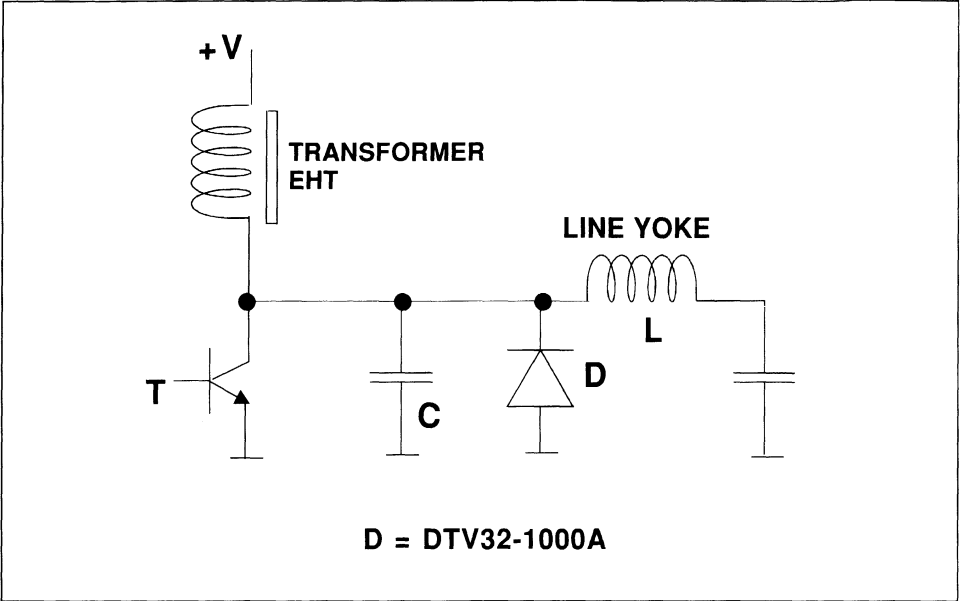 +V
TRANSFORMER
EHT
LINE YOKE
L
D
T
C
D = DTV32-1000A